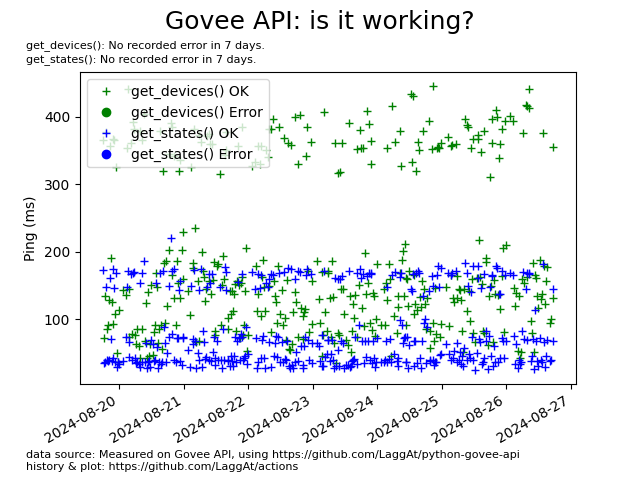 Govee API: is it working?
get_devices(): No recorded error in 7 days.
get_states(): No recorded error in 7 days.
get_devices() OK
get_devices() Error
get_states() OK
get_states() Error
400
300
200
100
Ping (ms)
2024-08-20
2024-08-21
2024-08-22
2024-08-23
2024-08-24
2024-08-25
2024-08-26
2024-08-27
data source: Measured on Govee API, using https://github.com/LaggAt/python-govee-api
history & plot: https://github.com/LaggAt/actions